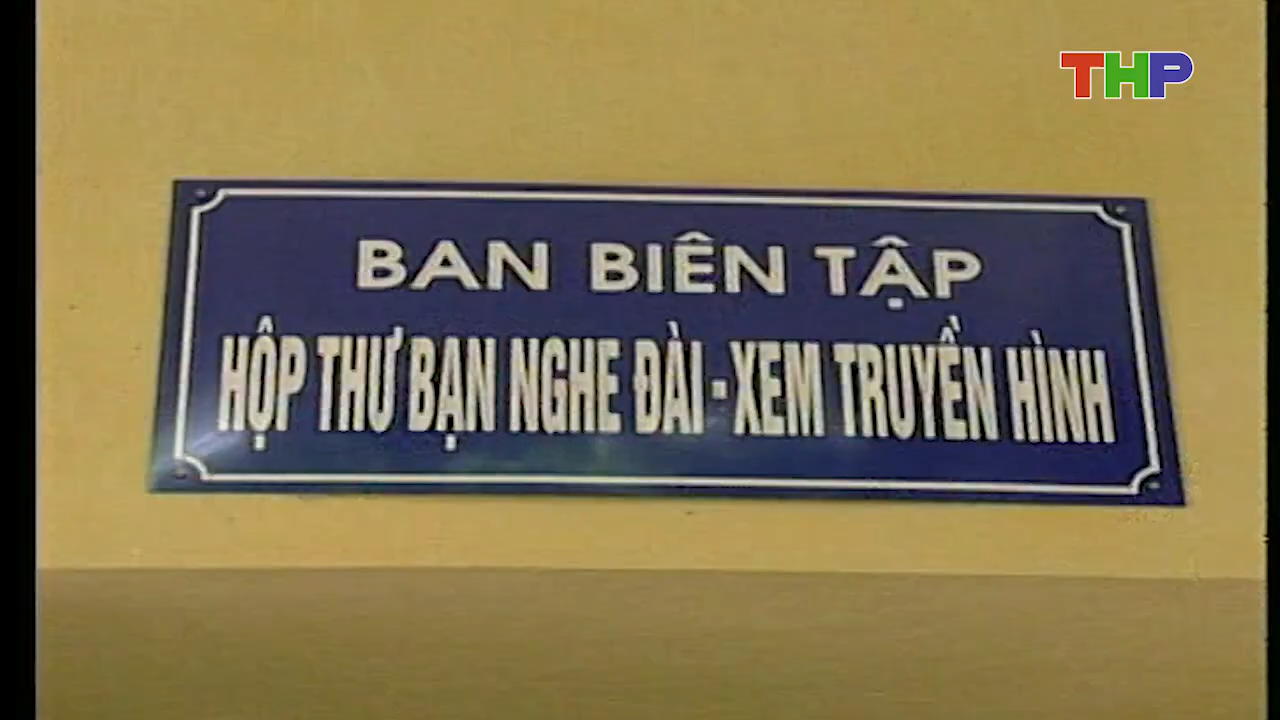 THP
BAN BIÊN TẬP
HỘP THƯ BẠN NGHE ĐÀI - XEM TRUYỀN HÌNH